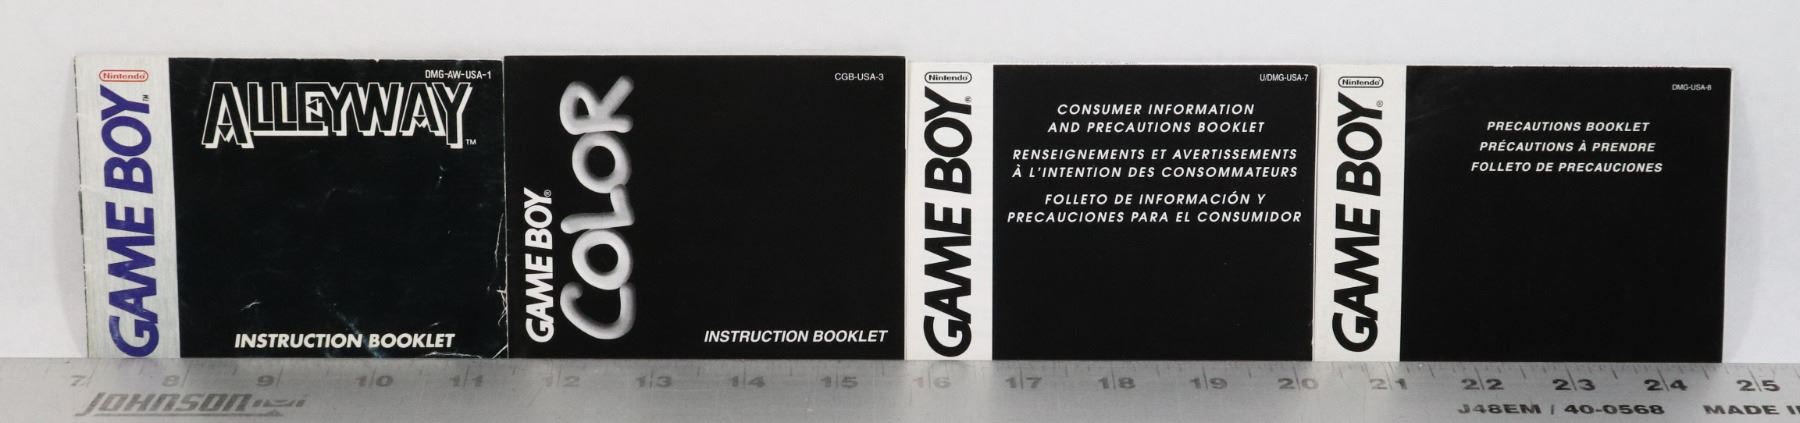 Nintendo
GAME BOY™
DMG-AW-USA-1
ALLEYWAY™
INSTRUCTION BOOKLET
GAME BOY®
COLOR
CGB-USA-3
INSTRUCTION BOOKLET
Nintendo
GAME BOY®
U/DMG-USA-7
CONSUMER INFORMATION
AND PRECAUTIONS BOOKLET
RENSEIGNEMENTS ET AVERTISSEMENTS
À L'INTENTION DES CONSOMMATEURS
FOLLETO DE INFORMACIÓN Y
PRECAUCIONES PARA EL CONSUMIDOR
Nintendo
GAME BOY®
DMG-USA-8
PRECAUTIONS BOOKLET
PRÉCAUTIONS À PRENDRE
FOLLETO DE PRECAUCIONES
7 8 9 10 11 12 13 14 15 16 17 18 19 20 21 22 23 24 25
JOHNSON
J48EM / 40-0568 MADE I